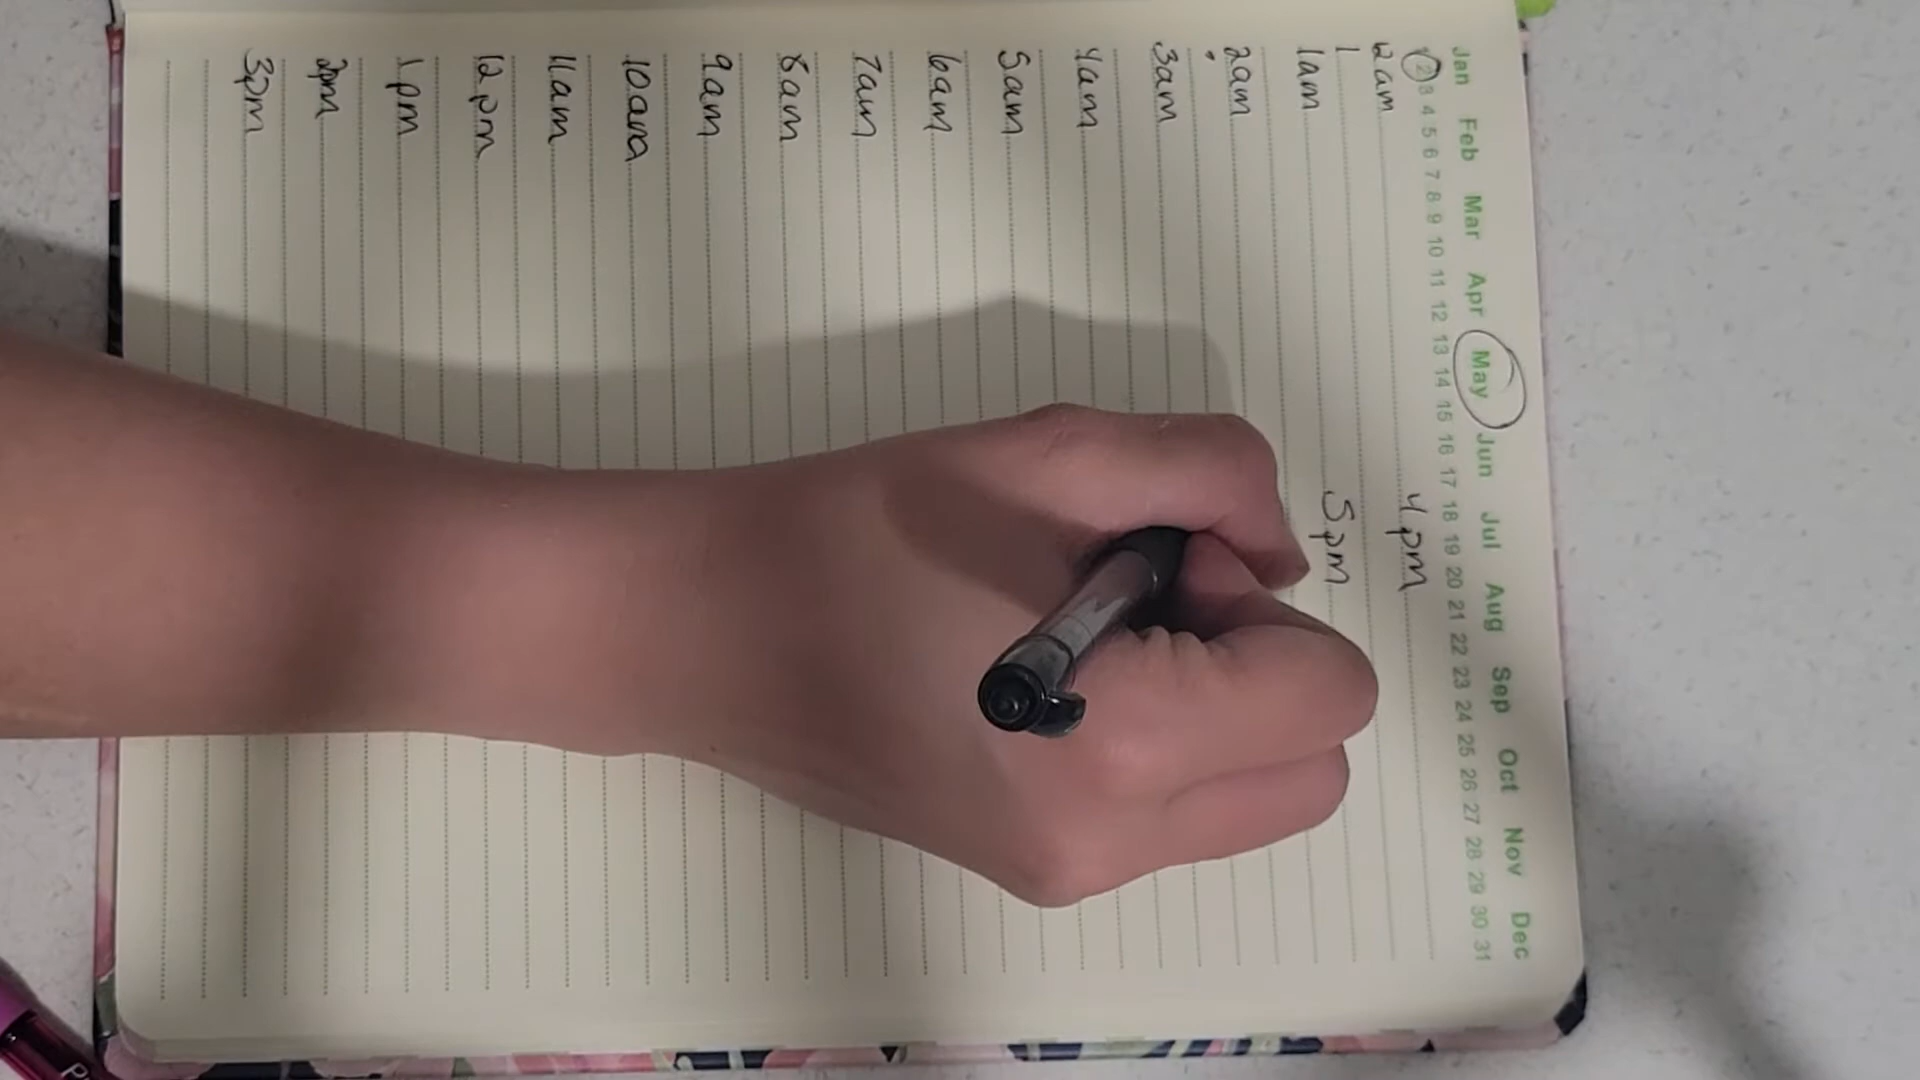 Jan Feb Mar Apr May Jun Jul Aug Sep Oct Nov Dec
1 2 3 4 5 6 7 8 9 10 11 12 13 14 15 16 17 18 19 20 21 22 23 24 25 26 27 28 29 30 31
12am 4pm
1
1am 5pm
2am
3am
4am
5am
6am
7am
8am
9am
10am
11am
12pm
1pm
2pm
3pm